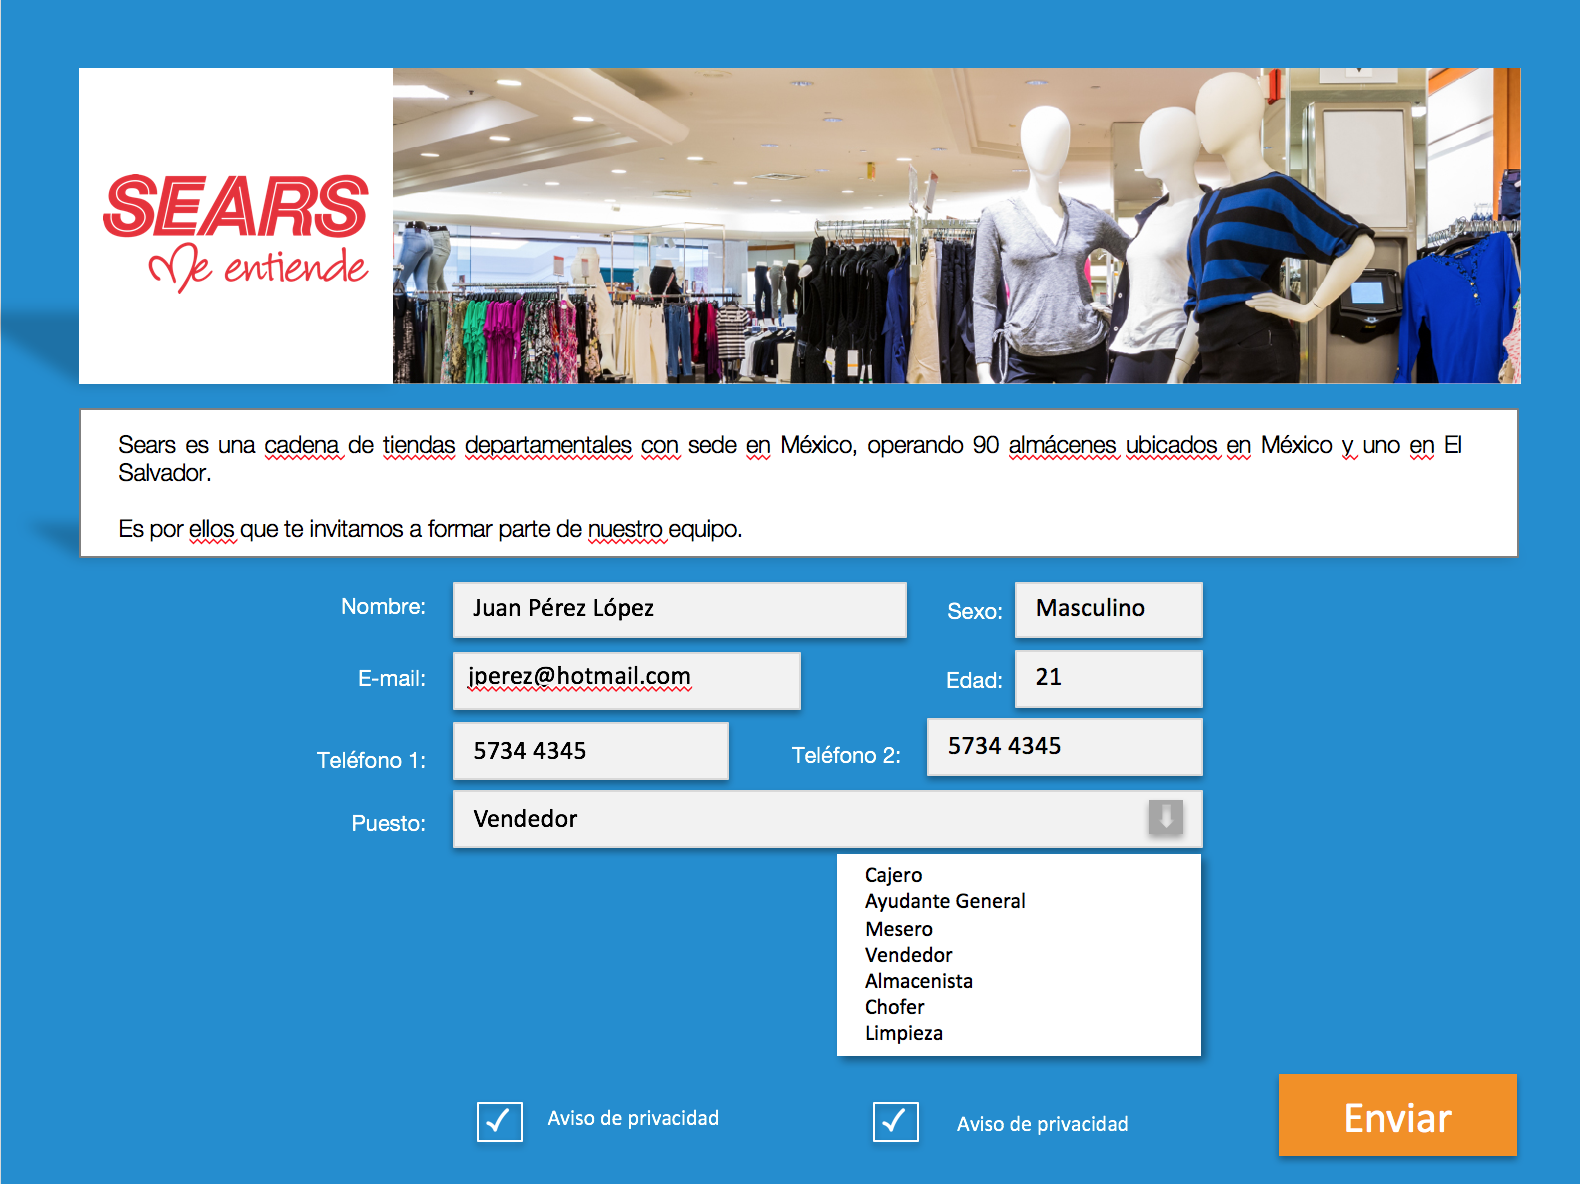 SEARS
Me entiende
Sears es una cadena de tiendas departamentales con sede en México, operando 90 almácenes ubicados en México y uno en El
Salvador.
Es por ellos que te invitamos a formar parte de nuestro equipo.
Nombre: Juan Pérez López Sexo: Masculino
E-mail: jperez@hotmail.com Edad: 21
Teléfono 1: 5734 4345 Teléfono 2: 5734 4345
Puesto: Vendedor
Cajero
Ayudante General
Mesero
Vendedor
Almacenista
Chofer
Limpieza
Aviso de privacidad Aviso de privacidad
Enviar